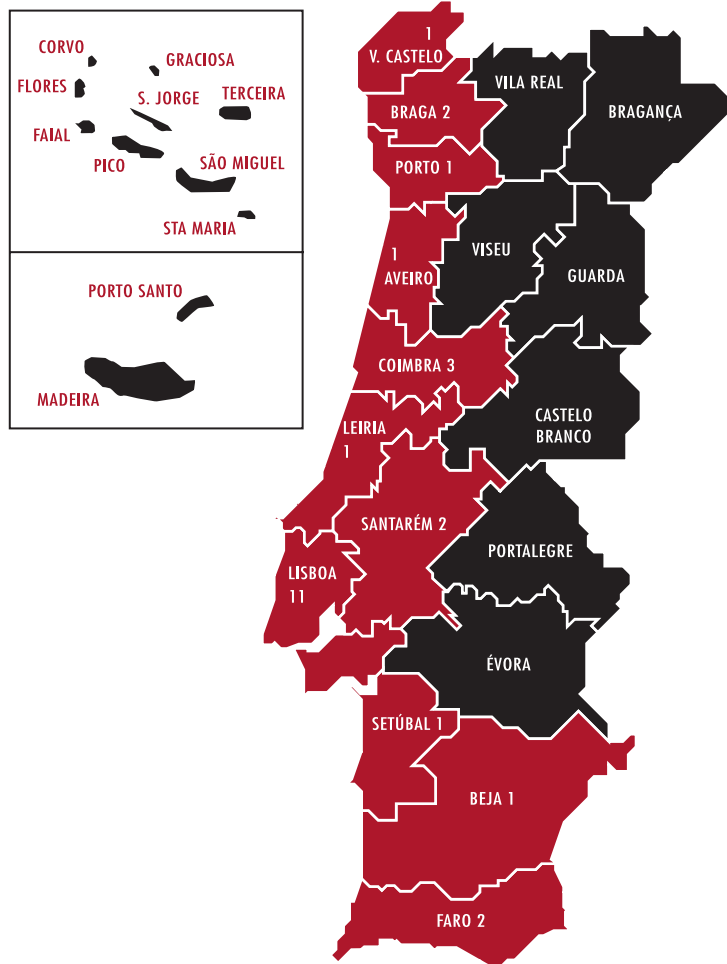 CORVO
GRACIOSA
FLORES
S. JORGE
TERCEIRA
FAIAL
PICO
SÃO MIGUEL
STA MARIA
PORTO SANTO
MADEIRA
1
V. CASTELO
VILA REAL
BRAGANÇA
BRAGA 2
PORTO 1
1
AVEIRO
VISEU
GUARDA
COIMBRA 3
LEIRIA
1
CASTELO
BRANCO
SANTARÉM 2
PORTALEGRE
LISBOA
11
ÉVORA
SETÚBAL 1
BEJA 1
FARO 2